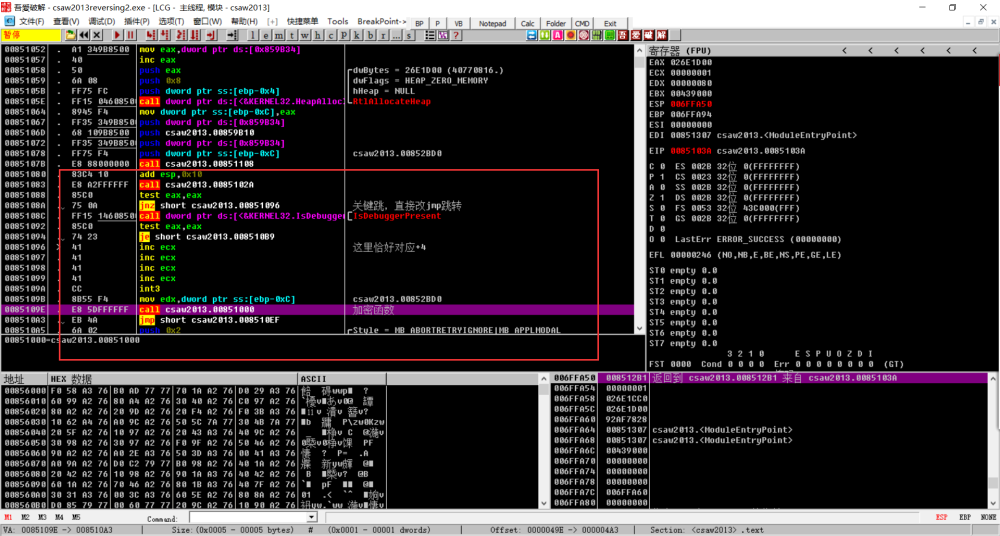 吾爱破解 - csaw2013reversing2.exe - [LCG - 主线程, 模块 - csaw2013]
文件(F) 查看(V) 调试(D) 插件(P) 选项(T) 窗口(W) 帮助(H) [+] 快捷菜单 Tools BreakPoint->
BP P VB Notepad Calc Folder CMD Exit
暂停
l e m t w h c P k b r ... s
吾 爱 破 解
00851052 . A1 349B8500 mov eax,dword ptr ds:[0x859B34]
00851057 . 40 inc eax
00851058 . 50 push eax dwBytes = 26E1D00 (40770816.)
00851059 . 6A 08 push 0x8 dwFlags = HEAP_ZERO_MEMORY
0085105B . FF75 FC push dword ptr ss:[ebp-0x4] hHeap = NULL
0085105E . FF15 04608500 call dword ptr ds:[<&KERNEL32.HeapAlloc RtlAllocateHeap
00851064 . 8945 F4 mov dword ptr ss:[ebp-0xC],eax
00851067 . FF35 349B8500 push dword ptr ds:[0x859B34]
0085106D . 68 109B8500 push csaw2013.00859B10
00851072 . FF35 349B8500 push dword ptr ds:[0x859B34]
00851078 . FF75 F4 push dword ptr ss:[ebp-0xC] csaw2013.00852BD0
0085107B . E8 88000000 call csaw2013.00851108
00851080 . 83C4 10 add esp,0x10
00851083 . E8 A2FFFFFF call csaw2013.0085102A
00851088 . 85C0 test eax,eax
0085108A . 75 0A jnz short csaw2013.00851096 关键跳，直接改jmp跳转
0085108C . FF15 14608500 call dword ptr ds:[<&KERNEL32.IsDebugger IsDebuggerPresent
00851092 . 85C0 test eax,eax
00851094 . 74 23 je short csaw2013.008510B9
00851096 > 41 inc ecx 这里恰好对应+4
00851097 . 41 inc ecx
00851098 . 41 inc ecx
00851099 . 41 inc ecx
0085109A . CC int3
0085109B . 8B55 F4 mov edx,dword ptr ss:[ebp-0xC] csaw2013.00852BD0
0085109E . E8 5DFFFFFF call csaw2013.00851000 加密函数
008510A3 . EB 4A jmp short csaw2013.008510EF
008510A5 . 6A 02 push 0x2 Style = MB_ABORTRETRYIGNORE|MB_APPLMODAL
00851000=csaw2013.00851000
寄存器 (FPU) < < < < < <
EAX 026E1D00
ECX 00000001
EDX 000000B0
EBX 00439000
ESP 006FFA50
EBP 006FFA94
ESI 00000000
EDI 00851307 csaw2013.<ModuleEntryPoint>
EIP 0085103A csaw2013.0085103A
C 0 ES 002B 32位 0(FFFFFFFF)
P 1 CS 0023 32位 0(FFFFFFFF)
A 0 SS 002B 32位 0(FFFFFFFF)
Z 1 DS 002B 32位 0(FFFFFFFF)
S 0 FS 0053 32位 43C000(FFF)
T 0 GS 002B 32位 0(FFFFFFFF)
D 0
O 0 LastErr ERROR_SUCCESS (00000000)
EFL 00000246 (NO,NB,E,BE,NS,PE,GE,LE)
ST0 empty 0.0
ST1 empty 0.0
ST2 empty 0.0
ST3 empty 0.0
ST4 empty 0.0
ST5 empty 0.0
ST6 empty 0.0
ST7 empty 0.0
3 2 1 0 E S P U O Z D I
FST 0000 Cond 0 0 0 0 Err 0 0 0 0 0 0 0 0 (GT)
地址 HEX 数据 ASCII
00856000 F0 58 A3 76 B0 AD 77 77 70 1A A2 76 D0 29 A3 76
00856010 60 99 A2 76 80 A4 A2 76 30 40 A2 76 C0 97 A2 76
00856020 80 A2 A2 76 20 9D A2 76 20 F4 A2 76 F0 3B A3 76
00856030 10 62 A4 76 A0 9C A2 76 50 5C 7A 77 30 4B 7A 77
00856040 20 5F A2 76 10 97 A2 76 20 43 A3 76 40 9C A2 76
00856050 30 98 A2 76 30 97 A2 76 F0 9F A2 76 50 46 A2 76
00856060 90 92 A2 76 A0 2E A3 76 50 3D A3 76 00 41 A3 76
00856070 A0 9A A2 76 D0 C2 79 77 B0 98 A2 76 40 1A A2 76
00856080 20 42 A2 76 10 98 A2 76 90 1A A3 76 40 42 A2 76
00856090 60 1A A2 76 70 46 A2 76 80 1B A3 76 40 7F A2 76
008560A0 30 31 A3 76 00 3C A3 76 60 5E A2 76 80 8A A2 76
008560B0 D0 85 79 77 00 60 77 77 20 9C A2 76 10 90 A2 76
006FFA50 008512B1 返回到 csaw2013.008512B1 来自 csaw2013.0085103A
006FFA54 00000001
006FFA58 026E1CC0
006FFA5C 026E1D00
006FFA60 92AF7828
006FFA64 00851307 csaw2013.<ModuleEntryPoint>
006FFA68 00851307 csaw2013.<ModuleEntryPoint>
006FFA6C 00439000
006FFA70 00000000
006FFA74 00000000
006FFA78 00000000
006FFA7C 006FFA60
006FFA80 00000000
M1 M2 M3 M4 M5 Command: ESP EBP NONE
VA: 0085109E -> 008510A3 Size:(0x0005 - 00005 bytes) # (0x0001 - 00001 dwords) Offset: 0000049E -> 000004A3 Section: <csaw2013> .text